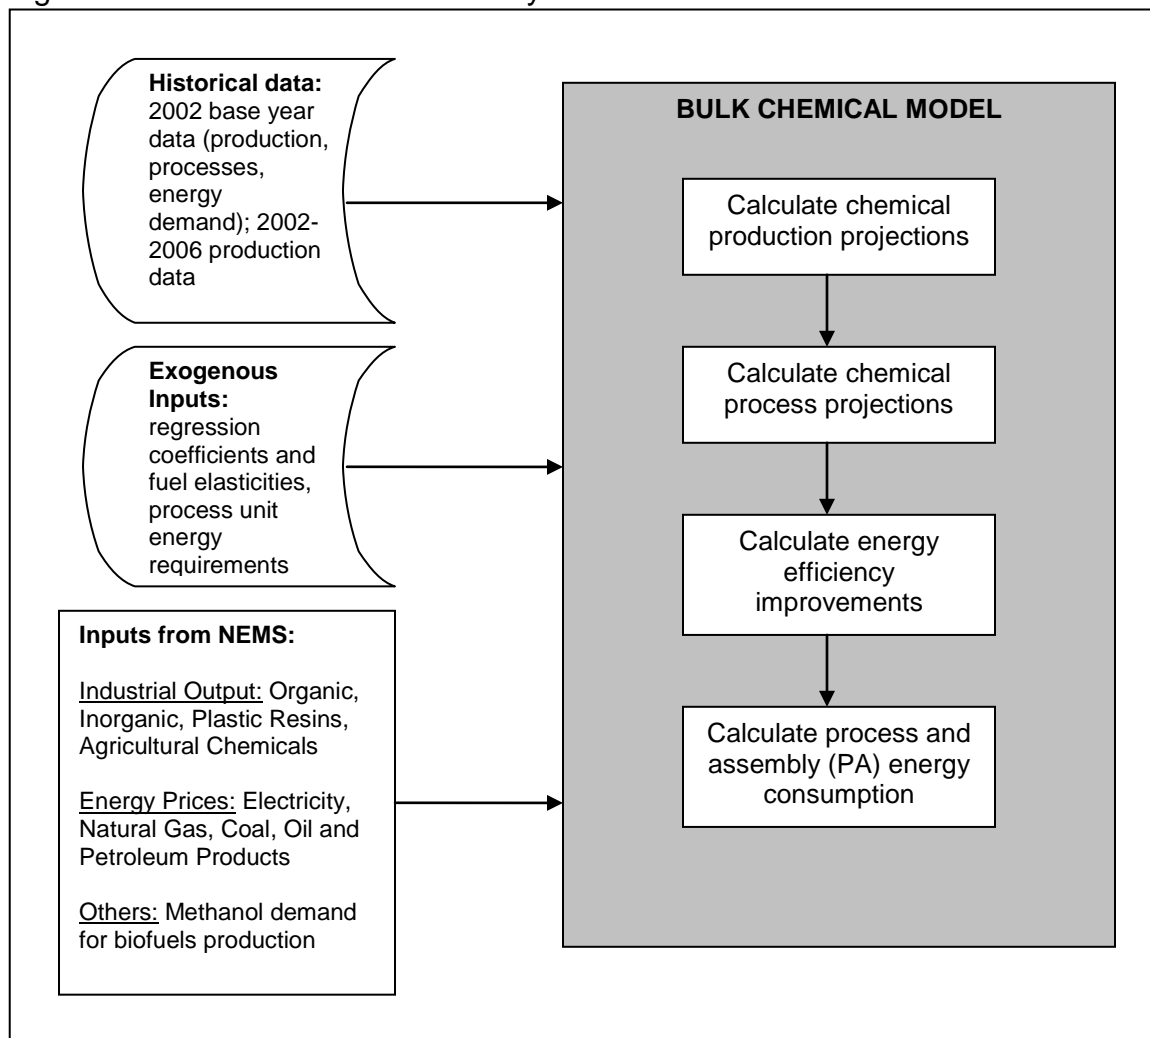 Historical data:
2002 base year
data (production,
processes,
energy
demand); 2002-
2006 production
data
Exogenous
Inputs:
regression
coefficients and
fuel elasticities,
process unit
energy
requirements
Inputs from NEMS:
Industrial Output: Organic,
Inorganic, Plastic Resins,
Agricultural Chemicals
Energy Prices: Electricity,
Natural Gas, Coal, Oil and
Petroleum Products
Others: Methanol demand
for biofuels production
BULK CHEMICAL MODEL
Calculate chemical
production projections
Calculate chemical
process projections
Calculate energy
efficiency
improvements
Calculate process and
assembly (PA) energy
consumption